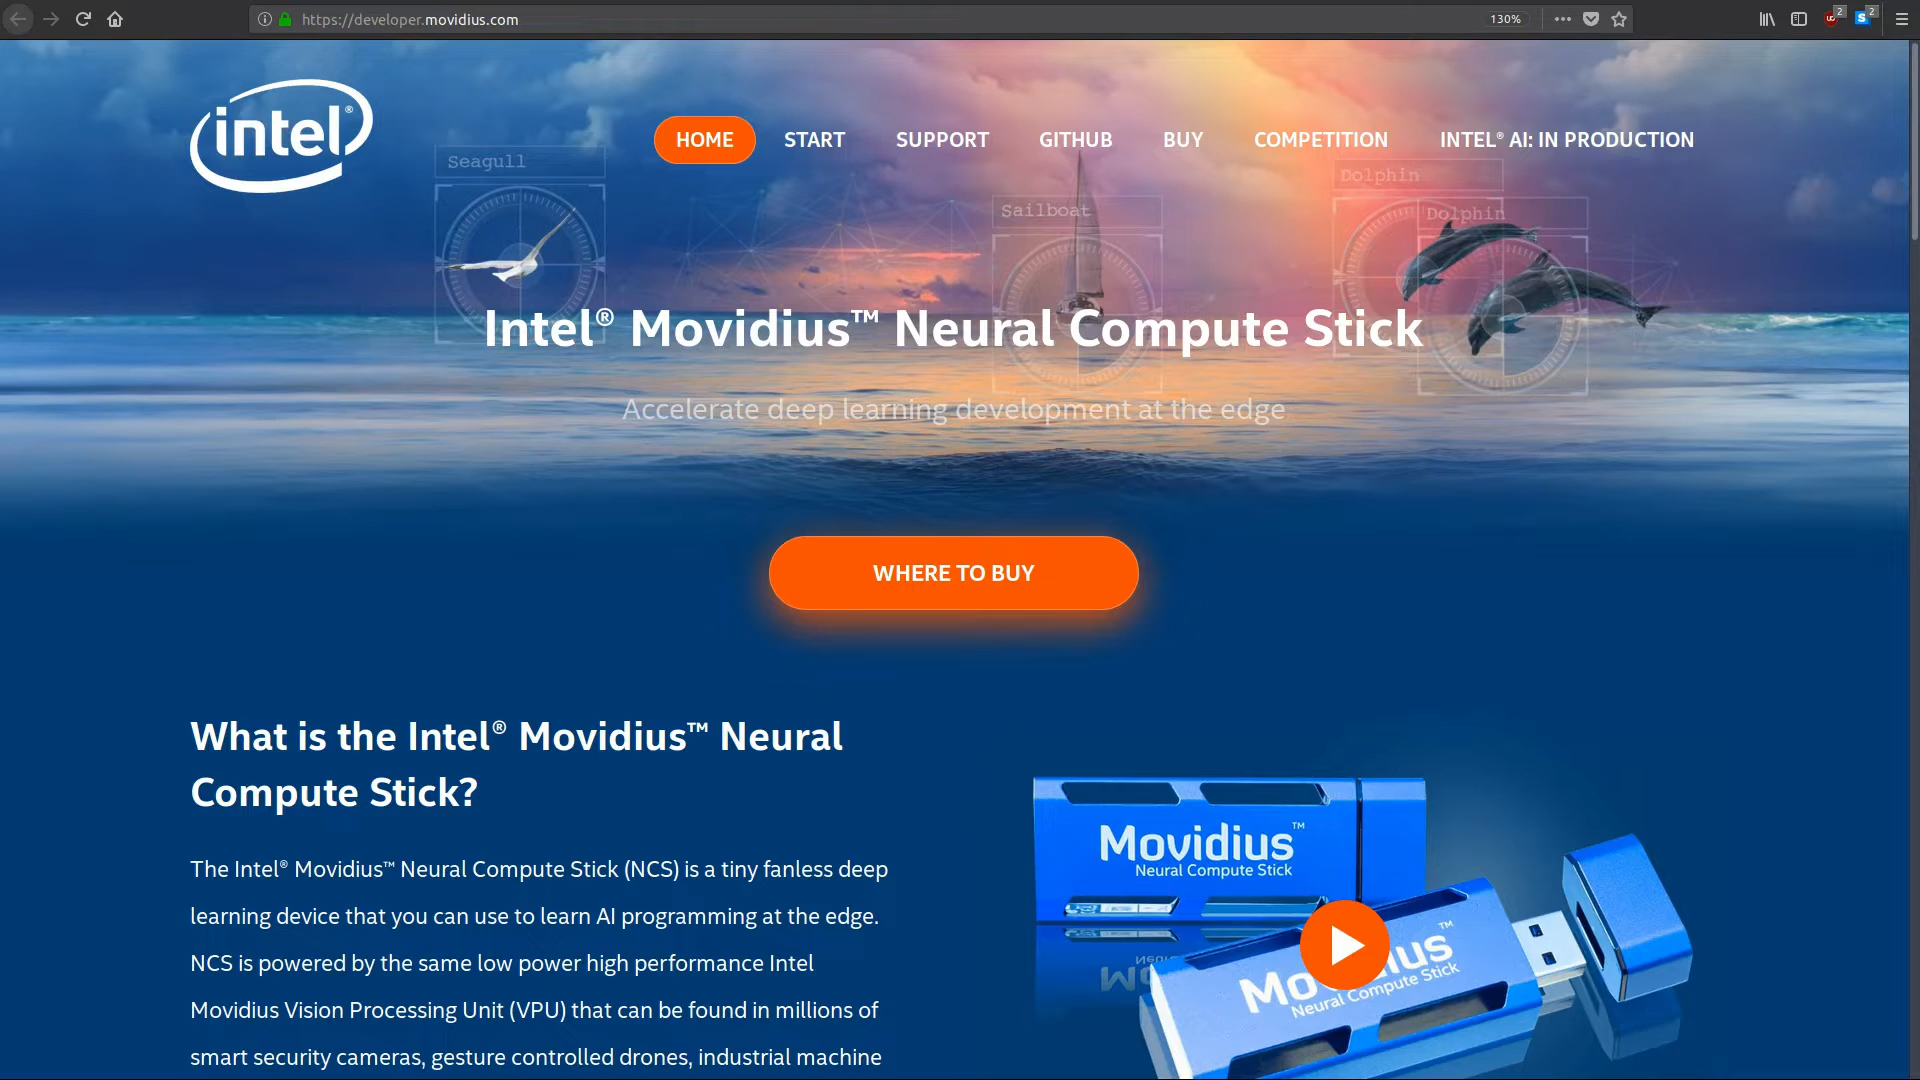 https://developer.movidius.com
130%
2
2
intel®
HOME
START
SUPPORT
GITHUB
BUY
COMPETITION
INTEL® AI: IN PRODUCTION
Seagull
Sailboat
Dolphin
Dolphin
Intel® Movidius™ Neural Compute Stick
Accelerate deep learning development at the edge
WHERE TO BUY
What is the Intel® Movidius™ Neural
Compute Stick?
The Intel® Movidius™ Neural Compute Stick (NCS) is a tiny fanless deep
learning device that you can use to learn AI programming at the edge.
NCS is powered by the same low power high performance Intel
Movidius Vision Processing Unit (VPU) that can be found in millions of
smart security cameras, gesture controlled drones, industrial machine
Movidius™
Neural Compute Stick
Neural Compute Stick